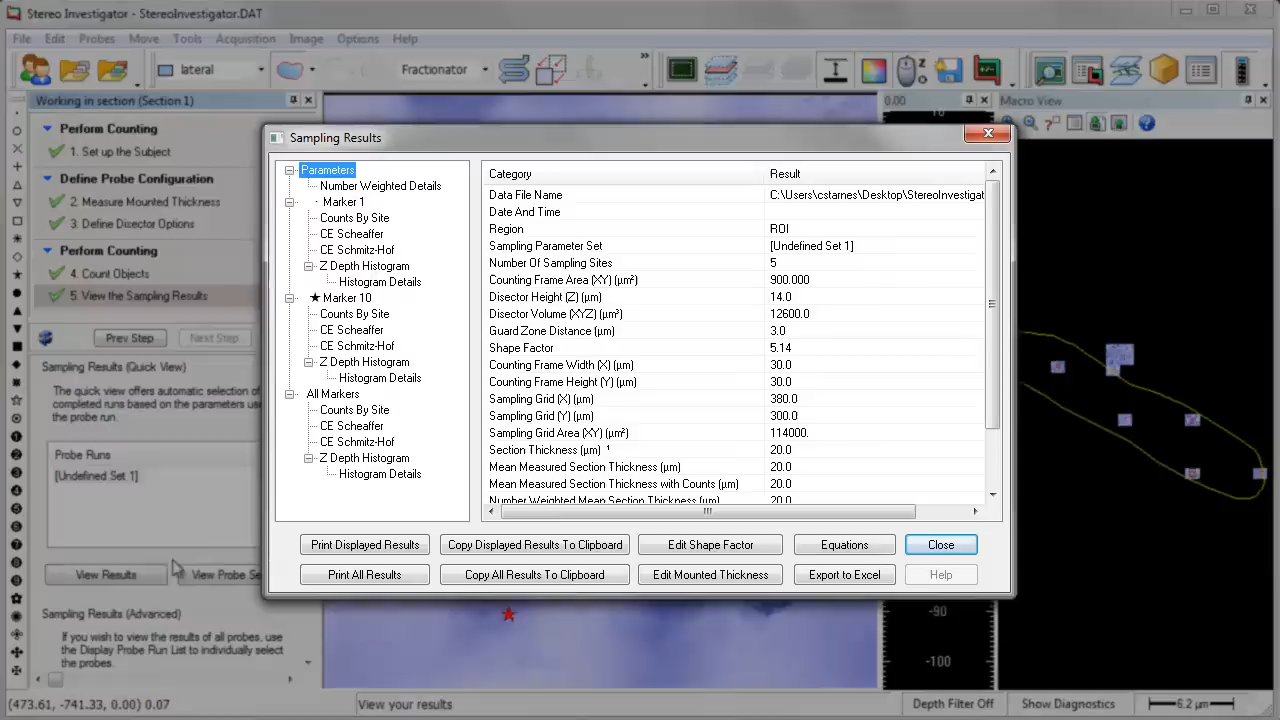 Stereo Investigator - StereoInvestigator.DAT
File Edit Probes Move Tools Acquisition Image Options Help
lateral Fractionator
Working in section (Section 1)
Perform Counting
1. Set up the Subject
Define Probe Configuration
2. Measure Mounted Thickness
3. Define Disector Options
Perform Counting
4. Count Objects
5. View the Sampling Results
Prev Step Next Step
Sampling Results (Quick View)
The quick view offers automatic selection of
completed runs based on the parameters use
the probe run.
Probe Runs
[Undefined Set 1]
View Results View Probe Se
Sampling Results (Advanced)
If you wish to view the results of all probes, use
the Display Probe Run List to individually select
the probes.
Sampling Results
Parameters
Number Weighted Details
Marker 1
Counts By Site
CE Scheaffer
CE Schmitz-Hof
Z Depth Histogram
Histogram Details
Marker 10
Counts By Site
CE Scheaffer
CE Schmitz-Hof
Z Depth Histogram
Histogram Details
All Markers
Counts By Site
CE Scheaffer
CE Schmitz-Hof
Z Depth Histogram
Histogram Details
Category Result
Data File Name C:\Users\cstarnes\Desktop\StereoInvestigat
Date And Time
Region ROI
Sampling Parameter Set [Undefined Set 1]
Number Of Sampling Sites 5
Counting Frame Area (XY) (µm²) 900.000
Disector Height (Z) (µm) 14.0
Disector Volume (XYZ) (µm³) 12600.0
Guard Zone Distance (µm) 3.0
Shape Factor 5.14
Counting Frame Width (X) (µm) 30.0
Counting Frame Height (Y) (µm) 30.0
Sampling Grid (X) (µm)
Sampling Grid (Y) (µm)
Sampling Grid Area (XY) (µm²) 114000.
Section Thickness (µm) 20.0
Mean Measured Section Thickness (µm) 20.0
Mean Measured Section Thickness with Counts (µm) 20.0
Number Weighted Mean Section Thickness (µm) 20.0
Print Displayed Results Copy Displayed Results To Clipboard Edit Shape Factor Equations Close
Print All Results Copy All Results To Clipboard Edit Mounted Thickness Export to Excel Help
0.00
-90
-100
Macro View
(473.61, -741.33, 0.00) 0.07 View your results Depth Filter Off Show Diagnostics 6.2 µm